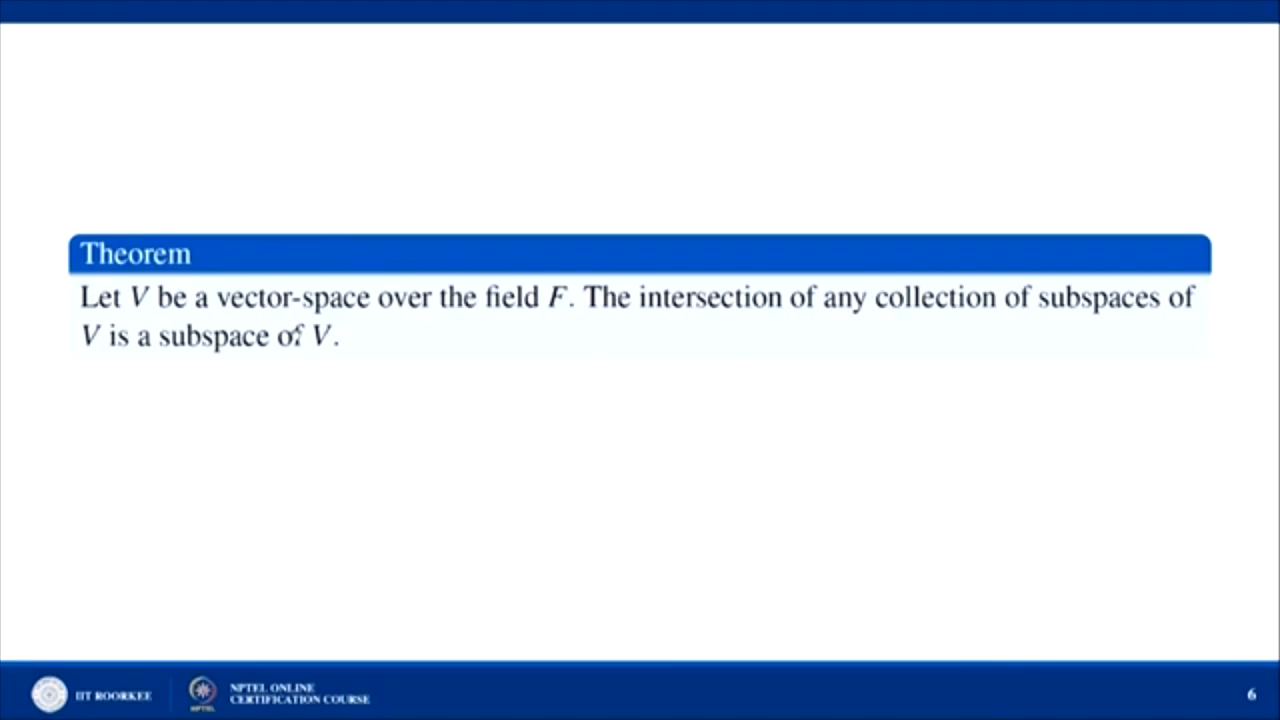 Theorem
Let V be a vector-space over the field F. The intersection of any collection of subspaces of
V is a subspace of V.
IIT ROORKEE
NPTEL ONLINE
CERTIFICATION COURSE
NPTEL
6